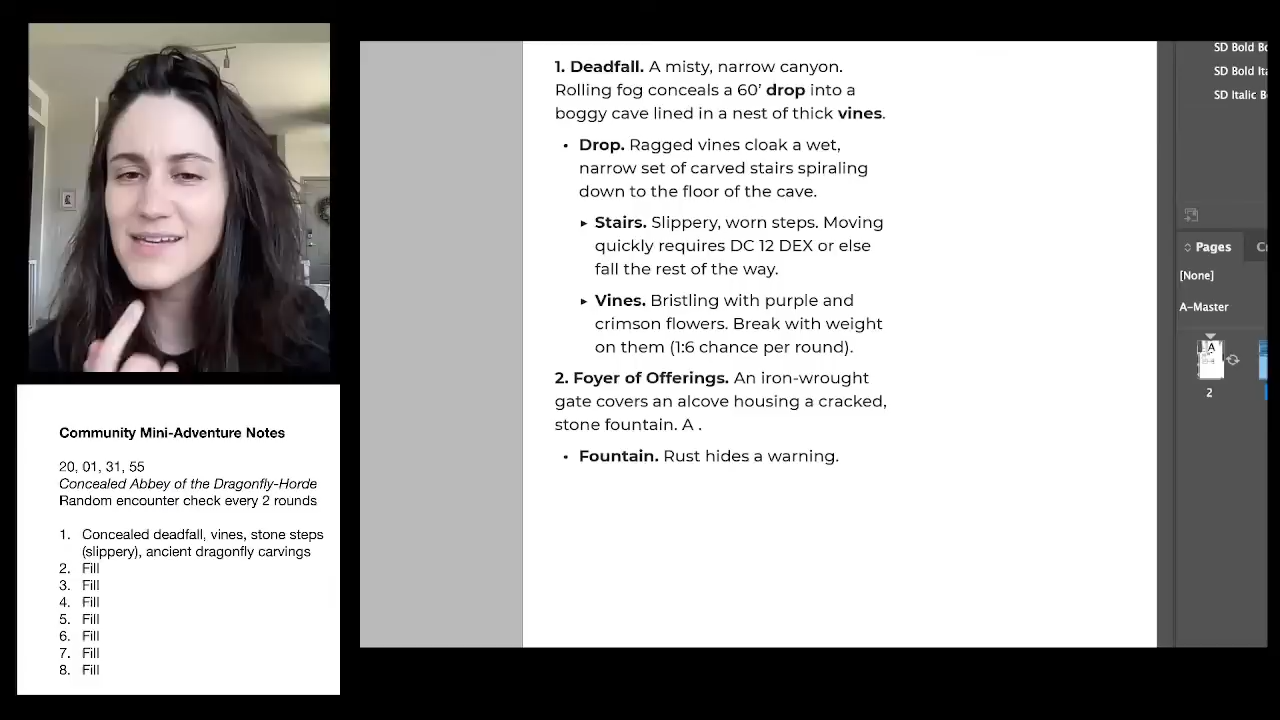 1. Deadfall. A misty, narrow canyon.
Rolling fog conceals a 60’ drop into a
boggy cave lined in a nest of thick vines.
• Drop. Ragged vines cloak a wet,
narrow set of carved stairs spiraling
down to the floor of the cave.
▸ Stairs. Slippery, worn steps. Moving
quickly requires DC 12 DEX or else
fall the rest of the way.
▸ Vines. Bristling with purple and
crimson flowers. Break with weight
on them (1:6 chance per round).
2. Foyer of Offerings. An iron-wrought
gate covers an alcove housing a cracked,
stone fountain. A .
• Fountain. Rust hides a warning.
Community Mini-Adventure Notes
20, 01, 31, 55
Concealed Abbey of the Dragonfly-Horde
Random encounter check every 2 rounds
1. Concealed deadfall, vines, stone steps
(slippery), ancient dragonfly carvings
2. Fill
3. Fill
4. Fill
5. Fill
6. Fill
7. Fill
8. Fill
SD Bold Bo
SD Bold Ita
SD Italic Bo
Pages
[None]
A-Master
A
2